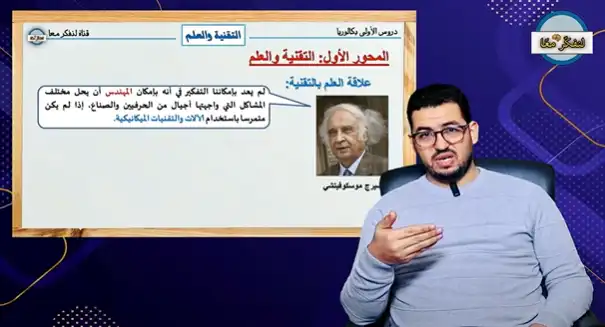 دروس الأولى بكالوريا
التقنية والعلم
قناة لنفكر معا
المحور الأول: التقنية والعلم
علاقة العلم بالتقنية:
لم يعد بإمكاننا التفكير في أنه بإمكان المهندس أن يحل مختلف
المشاكل التي واجهتها أجيال من الحرفيين والصناع، إذا لم يكن
متمرسا باستخدام الآلات والتقنيات الميكانيكية.
سيرج موسكوفيتشي
لنفكر معا